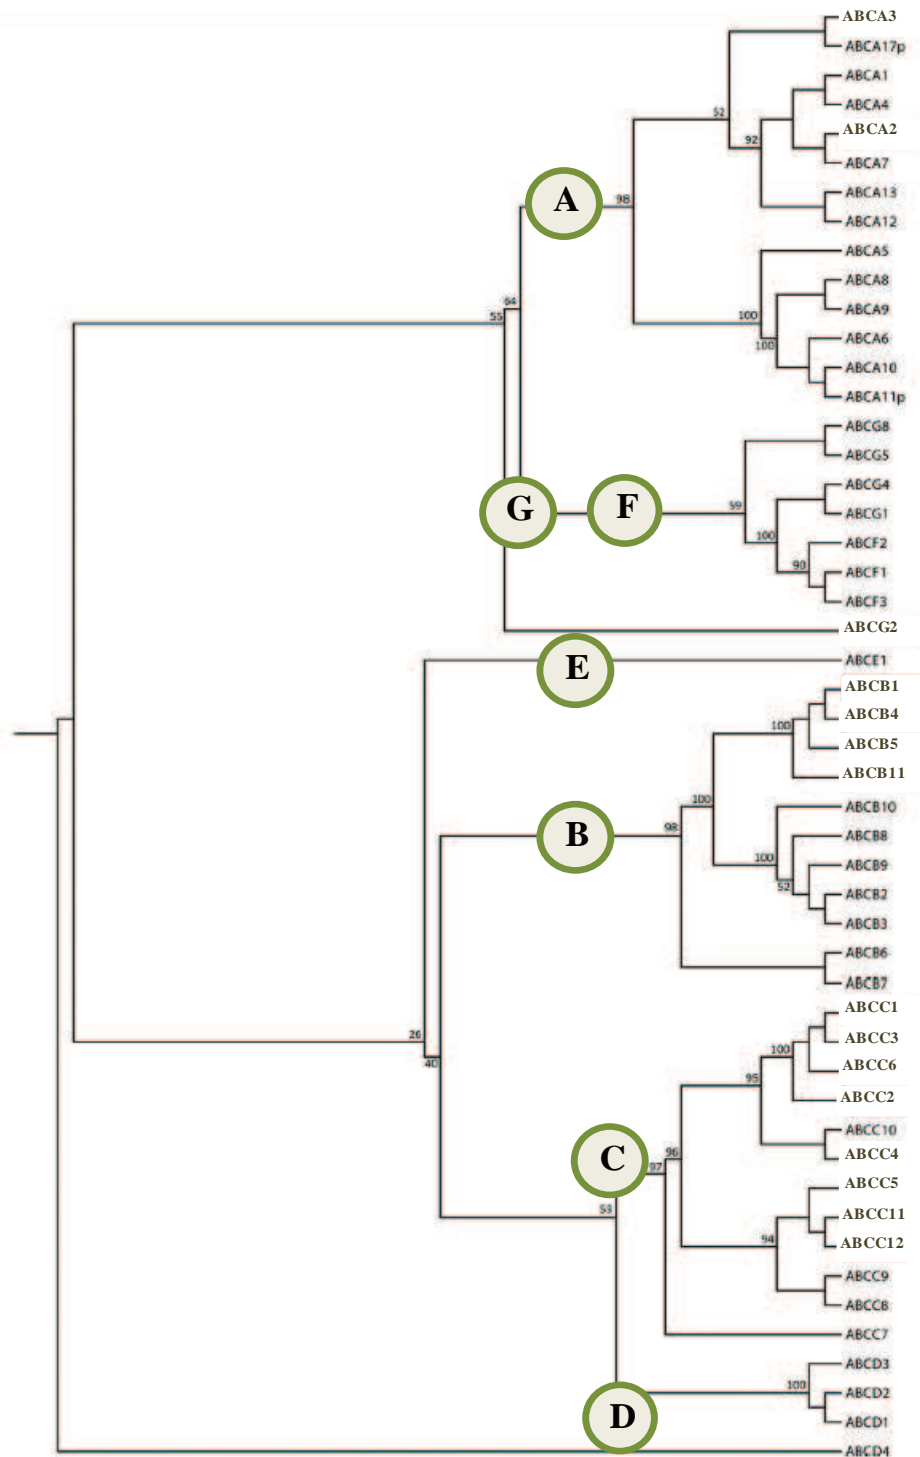 ABCA3
ABCA17p
ABCA1
ABCA4
52
ABCA2
92
ABCA7
ABCA13
A
98
ABCA12
ABCA5
ABCA8
64
55
100
ABCA9
ABCA6
100
ABCA10
ABCA11p
ABCG8
ABCG5
ABCG4
G
F
59
ABCG1
100
ABCF2
90
ABCF1
ABCF3
ABCG2
E
ABCE1
ABCB1
ABCB4
100
ABCB5
ABCB11
100
ABCB10
B
98
ABCB8
100
ABCB9
52
ABCB2
ABCB3
ABCB6
ABCB7
ABCC1
26
ABCC3
100
40
ABCC6
95
ABCC2
ABCC10
C
96
ABCC4
97
ABCC5
53
ABCC11
94
ABCC12
ABCC9
ABCC8
ABCC7
ABCD3
100
ABCD2
D
ABCD1
ABCD4